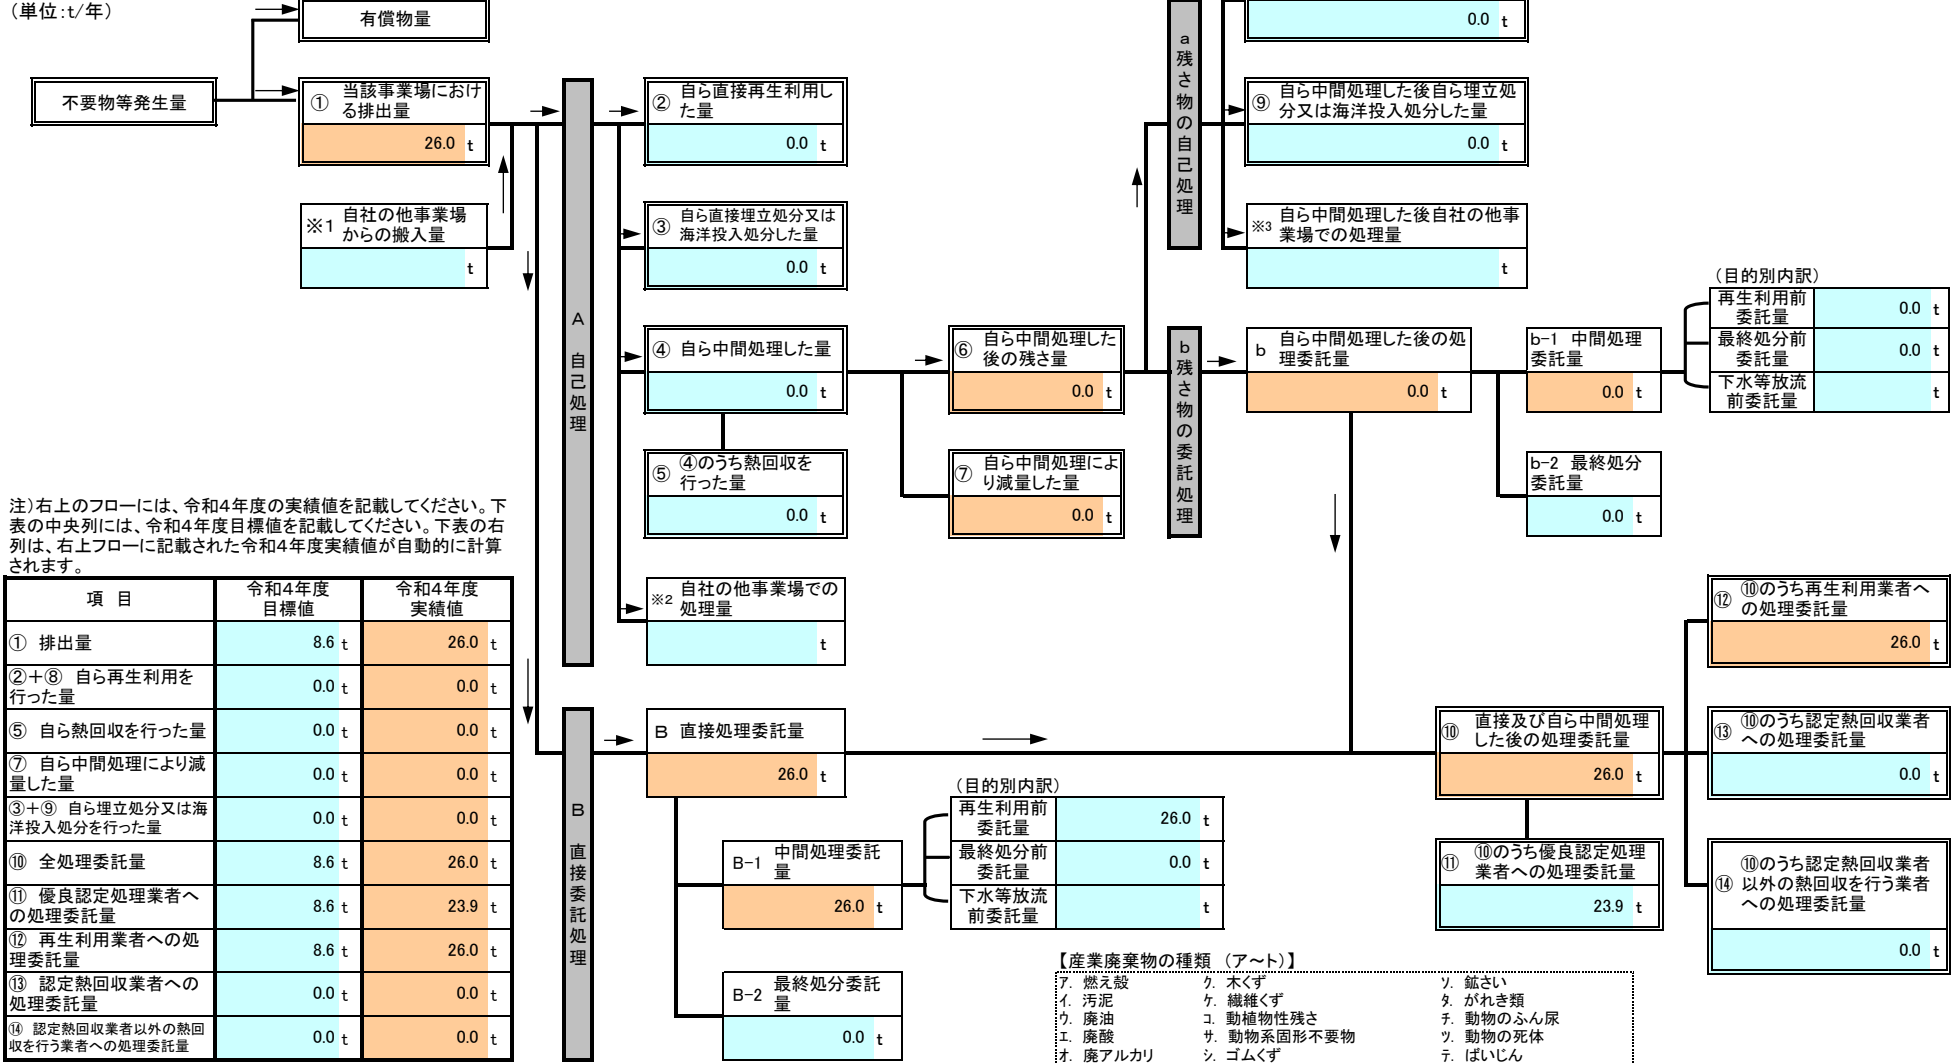 （単位：t/年）
有償物量
不要物等発生量
① 当該事業場におけ
る排出量
26.0 t
※1 自社の他事業場
からの搬入量
t
A 自己処理
② 自ら直接再生利用し
た量
0.0 t
③ 自ら直接埋立処分又は
海洋投入処分した量
0.0 t
④ 自ら中間処理した量
0.0 t
⑤ ④のうち熱回収を
行った量
0.0 t
※2 自社の他事業場での
処理量
t
⑥ 自ら中間処理した
後の残さ量
0.0 t
⑦ 自ら中間処理によ
り減量した量
0.0 t
a 残さ物の自己処理
0.0 t
⑨ 自ら中間処理した後自ら埋立処
分又は海洋投入処分した量
0.0 t
※3 自ら中間処理した後自社の他事
業場での処理量
t
b 残さ物の委託処理
b 自ら中間処理した後の処
理委託量
0.0 t
b-1 中間処理
委託量
0.0 t
（目的別内訳）
再生利用前
委託量
0.0 t
最終処分前
委託量
0.0 t
下水等放流
前委託量
t
b-2 最終処分
委託量
0.0 t
注）右上のフローには、令和４年度の実績値を記載してください。下
表の中央列には、令和４年度目標値を記載してください。下表の右
列は、右上フローに記載された令和４年度実績値が自動的に計算
されます。
項 目 令和４年度 目標値 令和４年度 実績値
① 排出量 8.6 t 26.0 t
②＋⑧ 自ら再生利用を
行った量 0.0 t 0.0 t
⑤ 自ら熱回収を行った量 0.0 t 0.0 t
⑦ 自ら中間処理により減
量した量 0.0 t 0.0 t
③＋⑨ 自ら埋立処分又は海
洋投入処分を行った量 0.0 t 0.0 t
⑩ 全処理委託量 8.6 t 26.0 t
⑪ 優良認定処理業者へ
の処理委託量 8.6 t 23.9 t
⑫ 再生利用業者への処
理委託量 8.6 t 26.0 t
⑬ 認定熱回収業者への
処理委託量 0.0 t 0.0 t
⑭ 認定熱回収業者以外の熱回
収を行う業者への処理委託量 0.0 t 0.0 t
B 直接委託処理
B 直接処理委託量
26.0 t
B-1 中間処理委託
量
26.0 t
（目的別内訳）
再生利用前
委託量
26.0 t
最終処分前
委託量
0.0 t
下水等放流
前委託量
t
B-2 最終処分委託
量
0.0 t
⑩ 直接及び自ら中間処理
した後の処理委託量
26.0 t
⑪ ⑩のうち優良認定処理
業者への処理委託量
23.9 t
⑫ ⑩のうち再生利用業者へ
の処理委託量
26.0 t
⑬ ⑩のうち認定熱回収業者
への処理委託量
0.0 t
⑭ ⑩のうち認定熱回収業者
以外の熱回収を行う業者
への処理委託量
0.0 t
【産業廃棄物の種類 （ア～ト）】
ｱ. 燃え殻 ｸ. 木くず ｿ. 鉱さい
ｲ. 汚泥 ｹ. 繊維くず ﾀ. がれき類
ｳ. 廃油 ｺ. 動植物性残さ ﾁ. 動物のふん尿
ｴ. 廃酸 ｻ. 動物系固形不要物 ﾂ. 動物の死体
ｵ. 廃アルカリ ｼ. ゴムくず ﾃ. ばいじん